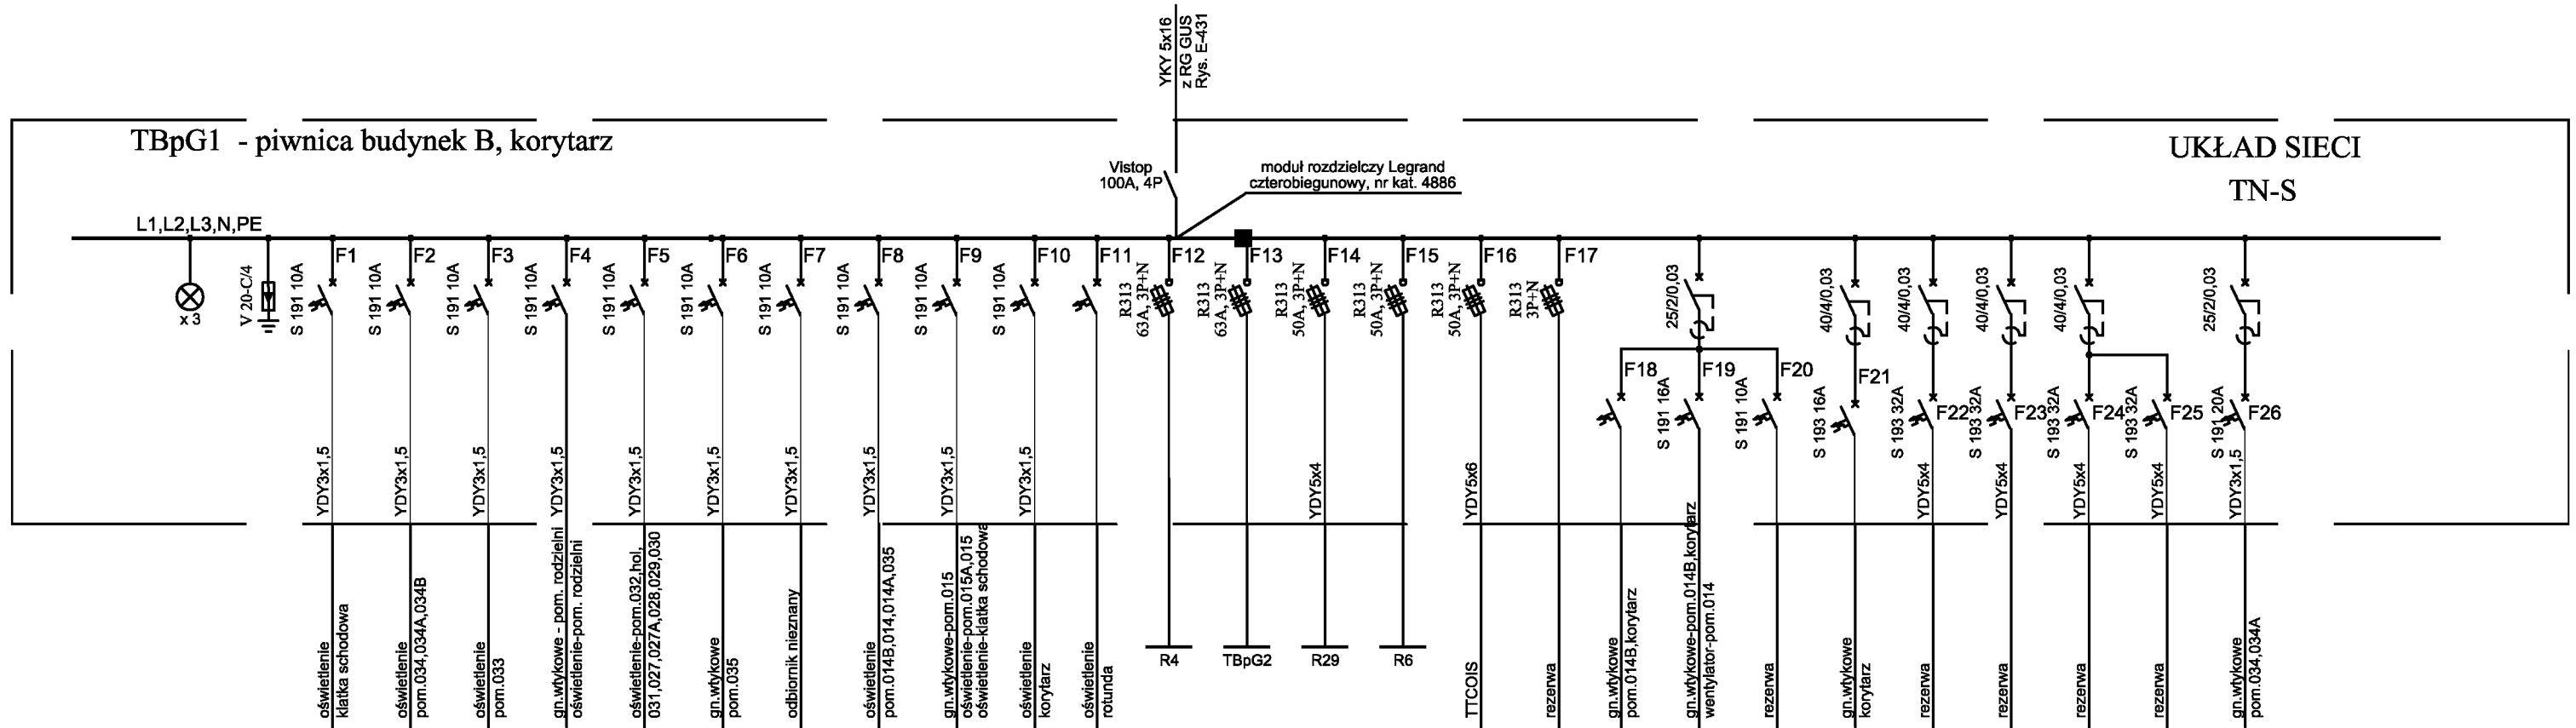 YKY 5x16
z RG GUS
Rys. E-431
TBpG1 - piwnica budynek B, korytarz
UKŁAD SIECI
TN-S
Vistop
100A, 4P
moduł rozdzielczy Legrand
czterobiegunowy, nr kat. 4886
L1,L2,L3,N,PE
x 3
V 20-C/4
F1
S 191 10A
YDY3x1,5
oświetlenie
klatka schodowa
F2
S 191 10A
YDY3x1,5
oświetlenie
pom.034,034A,034B
F3
S 191 10A
YDY3x1,5
oświetlenie
pom.033
F4
S 191 10A
YDY3x1,5
gn.wtykowe - pom. rodzielni
oświetlenie-pom. rodzielni
F5
S 191 10A
YDY3x1,5
oświetlenie-pom.032,hol,
031,027,027A,028,029,030
F6
S 191 10A
YDY3x1,5
gn.wtykowe
pom.035
F7
S 191 10A
YDY3x1,5
odbiornik nieznany
F8
S 191 10A
YDY3x1,5
oświetlenie
pom.014B,014,014A,035
F9
S 191 10A
YDY3x1,5
gn.wtykowe-pom.015
oświetlenie-pom.015A,015
oświetlenie-klatka schodowa
F10
S 191 10A
YDY3x1,5
oświetlenie
korytarz
F11
oświetlenie
rotunda
F12
R313
63A, 3P+N
R4
F13
R313
63A, 3P+N
TBpG2
F14
R313
50A, 3P+N
YDY5x4
R29
F15
R313
50A, 3P+N
R6
F16
R313
50A, 3P+N
YDY5x6
TTCOIS
F17
R313
3P+N
rezerwa
25/2/0,03
F18
gn.wtykowe
pom.014B,korytarz
F19
S 191 16A
gn.wtykowe-pom.014B,korytarz
wentylator-pom.014
F20
S 191 10A
rezerwa
40/4/0,03
F21
S 193 16A
gn.wtykowe
korytarz
40/4/0,03
F22
S 193 32A
YDY5x4
rezerwa
40/4/0,03
F23
S 193 32A
YDY5x4
rezerwa
40/4/0,03
F24
S 193 32A
YDY5x4
rezerwa
F25
S 193 32A
YDY5x4
rezerwa
25/2/0,03
F26
S 191 20A
YDY3x1,5
gn.wtykowe
pom.034,034A